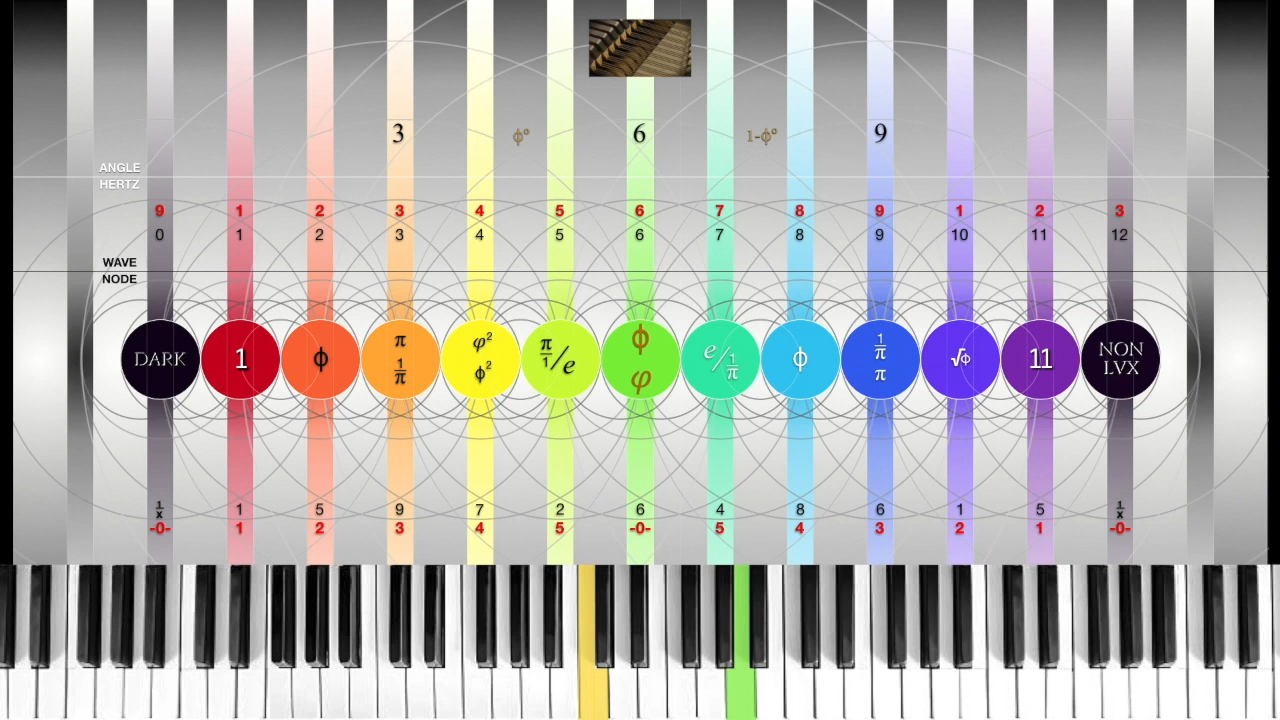 3 ϕ° 6 1-ϕ° 9
ANGLE
HERTZ
9 1 2 3 4 5 6 7 8 9 1 2 3
0 1 2 3 4 5 6 7 8 9 10 11 12
WAVE
NODE
DARK
1
ϕ
π
1/π
φ²
ϕ²
π/1/e
ϕ
φ
e/1/π
ϕ
1/π
π
√ϕ
11
NON
LVX
1/x 1 5 9 7 2 6 4 8 6 1 5 1/x
-0- 1 2 3 4 5 -0- 5 4 3 2 1 -0-